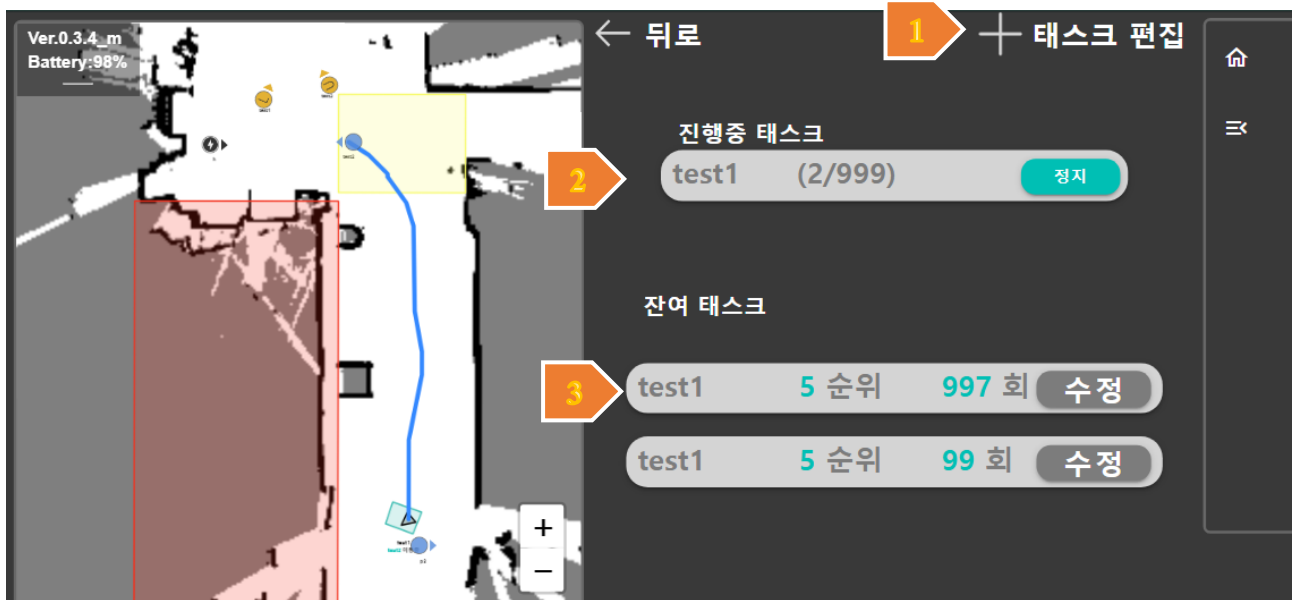 Ver.0.3.4_m
Battery:98%
뒤로
1
태스크 편집
진행중 태스크
2
test1 (2/999) 정지
잔여 태스크
3
test1 5 순위 997 회 수정
test1 5 순위 99 회 수정
+
−